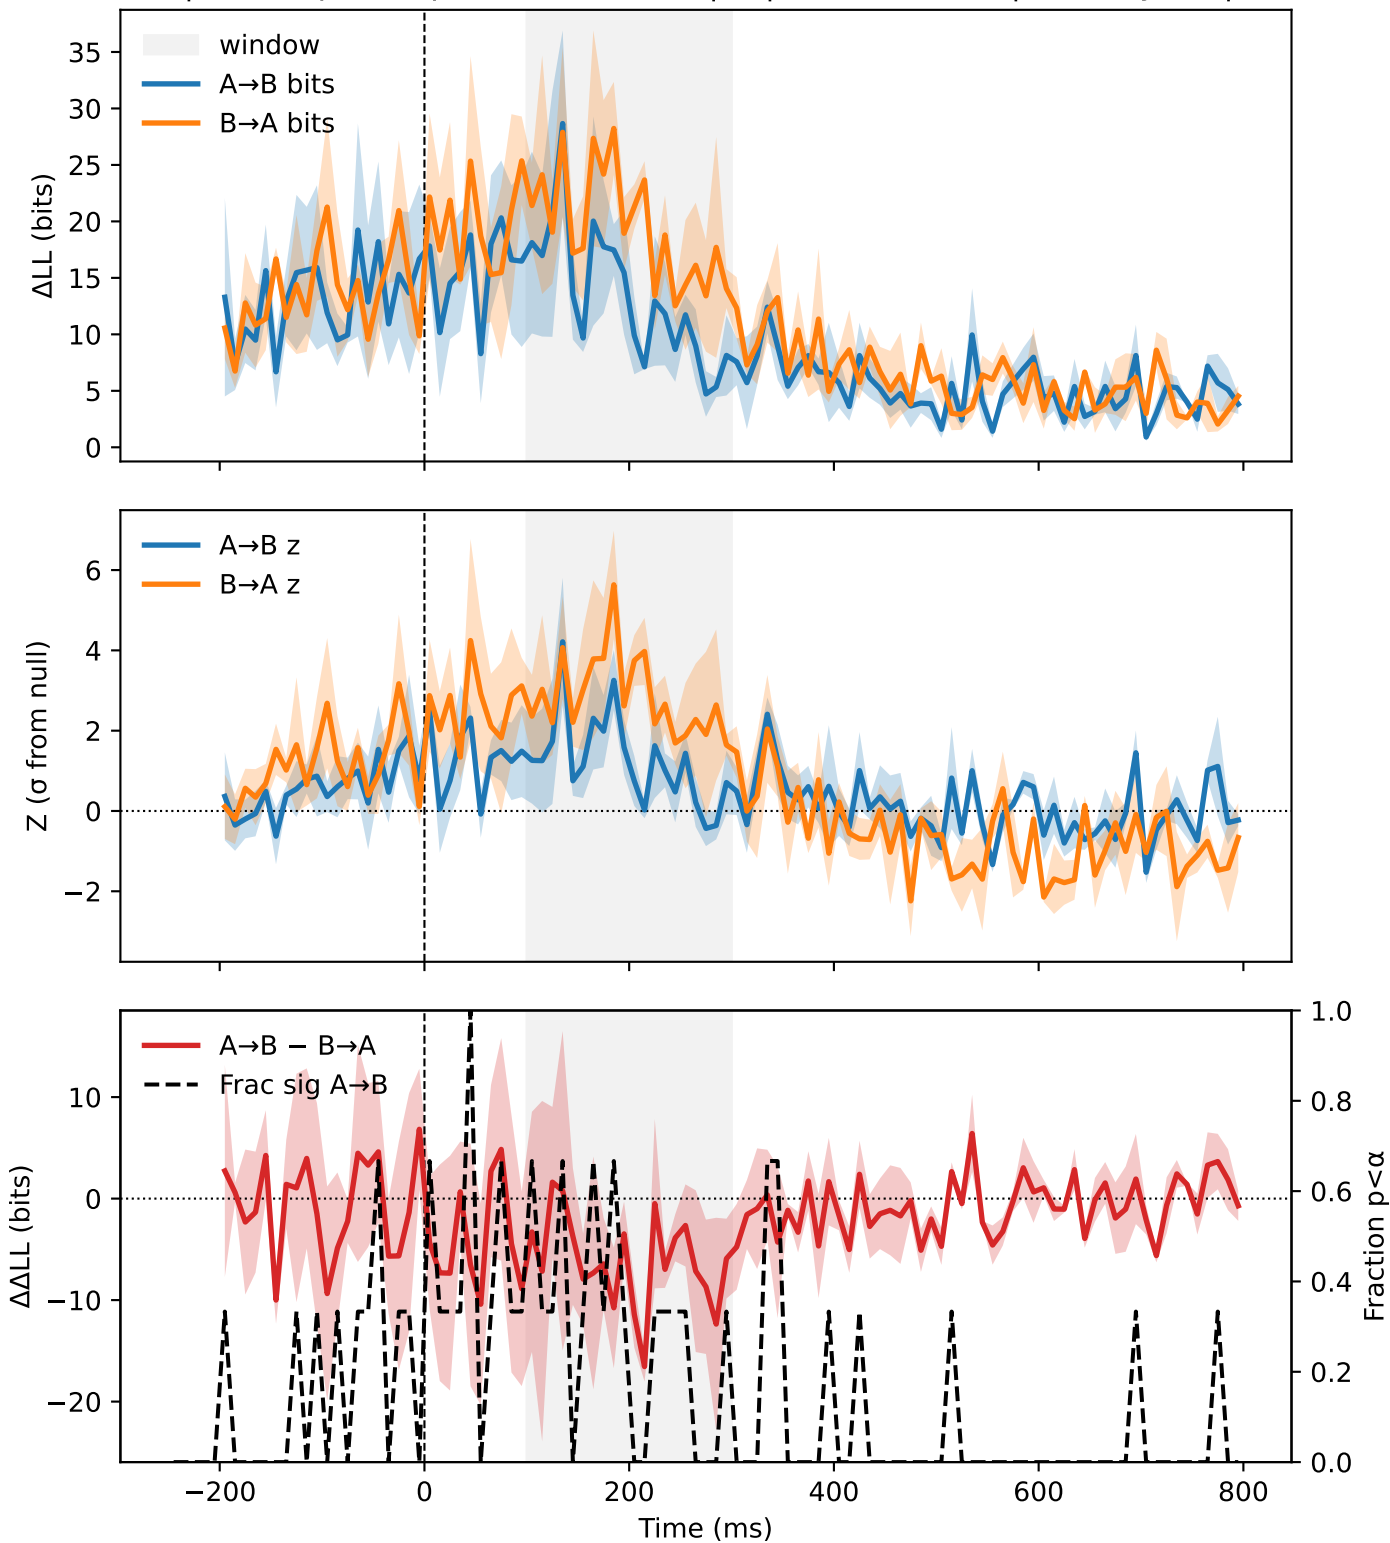 window
A→B bits
B→A bits
ΔLL (bits)
35
30
25
20
15
10
5
0
A→B z
B→A z
Z (σ from null)
6
4
2
0
−2
A→B − B→A
Frac sig A→B
ΔΔLL (bits)
10
0
−10
−20
1.0
0.8
0.6
0.4
0.2
0.0
Fraction p<α
−200 0 200 400 600 800
Time (ms)